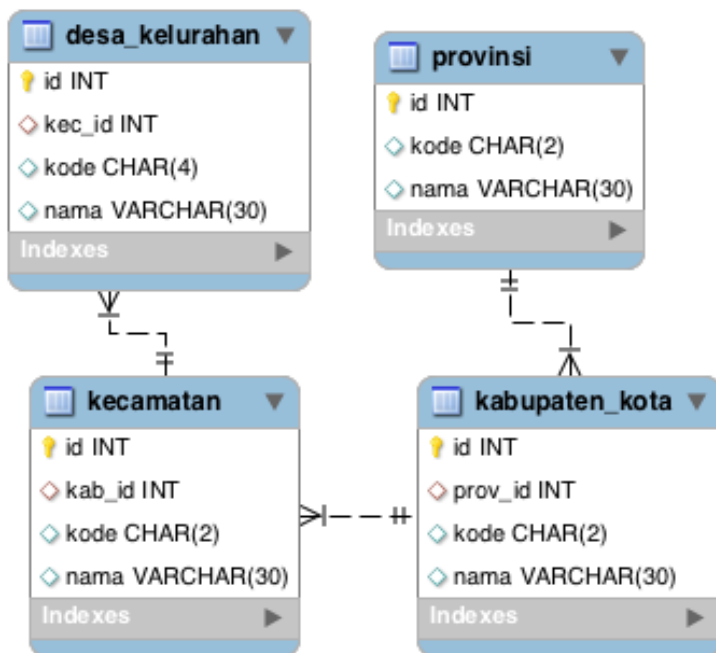 desa_kelurahan
id INT
kec_id INT
kode CHAR(4)
nama VARCHAR(30)
Indexes
provinsi
id INT
kode CHAR(2)
nama VARCHAR(30)
Indexes
kecamatan
id INT
kab_id INT
kode CHAR(2)
nama VARCHAR(30)
Indexes
kabupaten_kota
id INT
prov_id INT
kode CHAR(2)
nama VARCHAR(30)
Indexes